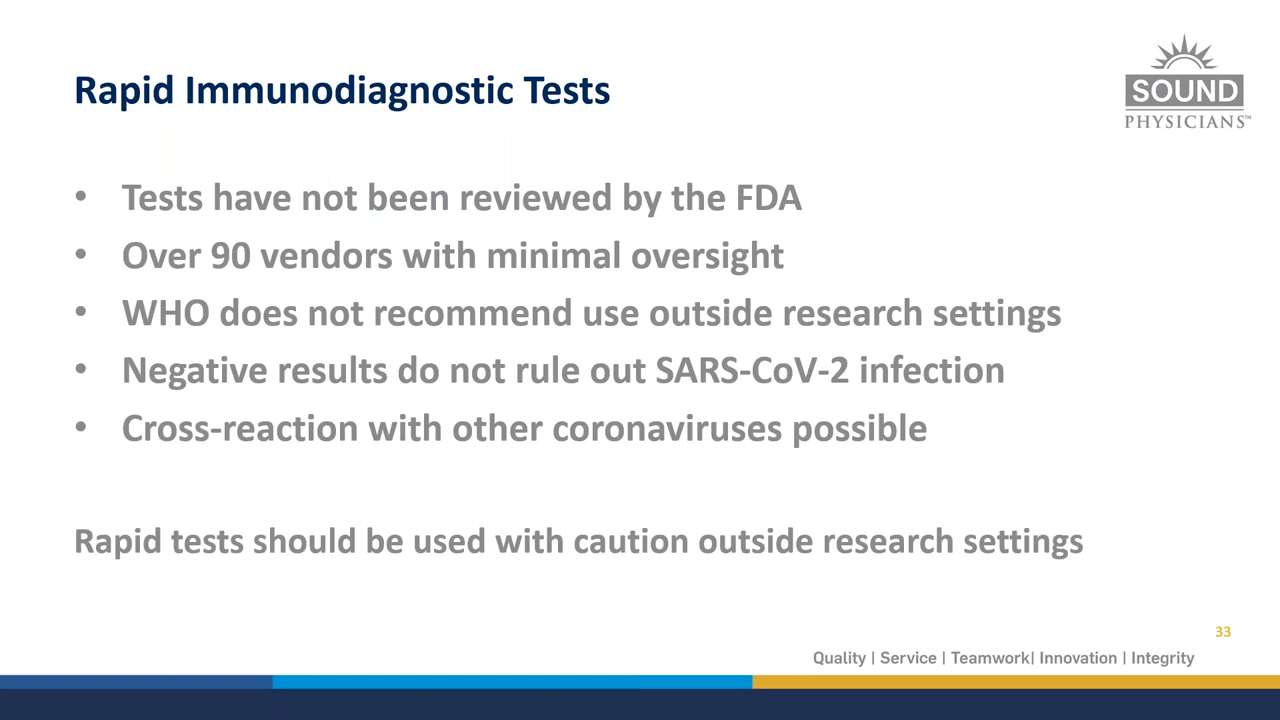 Rapid Immunodiagnostic Tests
SOUND
PHYSICIANS™
• Tests have not been reviewed by the FDA
• Over 90 vendors with minimal oversight
• WHO does not recommend use outside research settings
• Negative results do not rule out SARS-CoV-2 infection
• Cross-reaction with other coronaviruses possible
Rapid tests should be used with caution outside research settings
33
Quality | Service | Teamwork| Innovation | Integrity